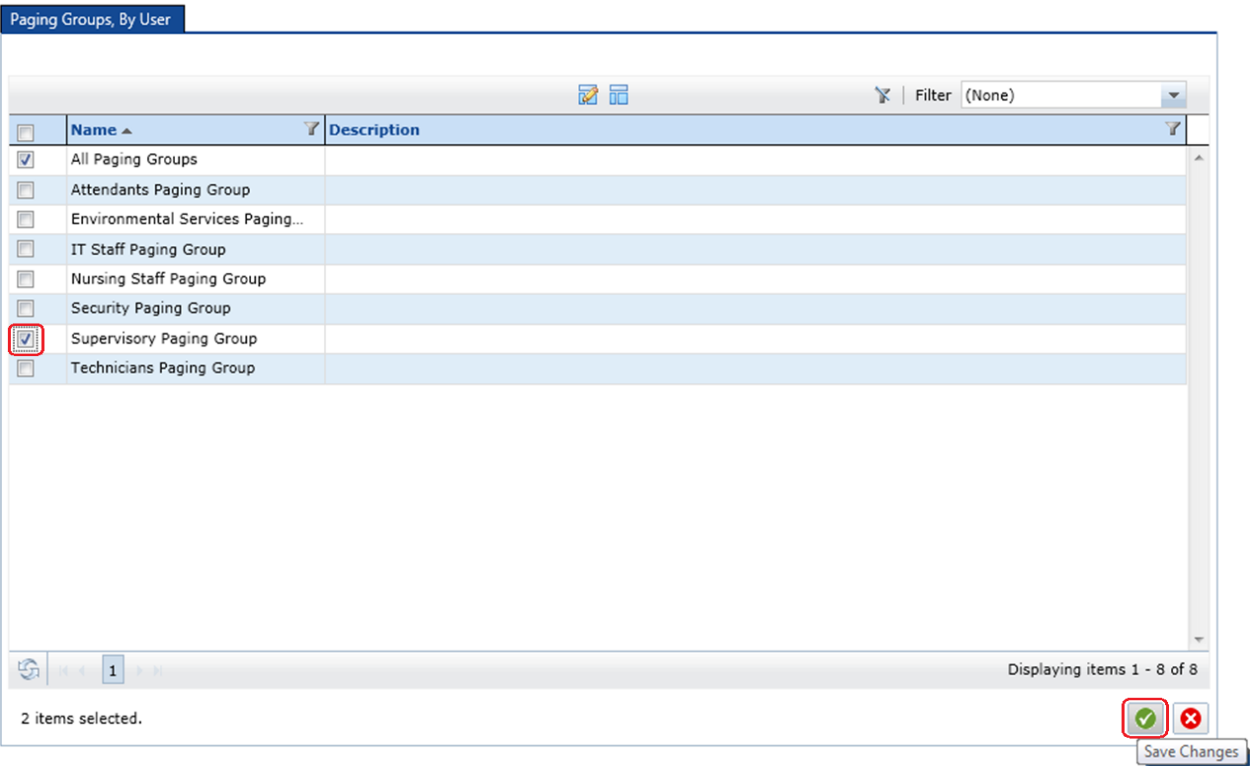 Paging Groups, By User
Filter (None)
Name Description
All Paging Groups
Attendants Paging Group
Environmental Services Paging...
IT Staff Paging Group
Nursing Staff Paging Group
Security Paging Group
Supervisory Paging Group
Technicians Paging Group
1 Displaying items 1 - 8 of 8
2 items selected.
Save Changes